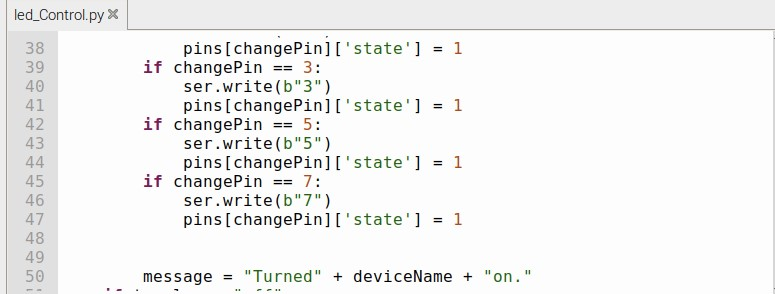 led_Control.py
38 pins[changePin]['state'] = 1
39 if changePin == 3:
40 ser.write(b"3")
41 pins[changePin]['state'] = 1
42 if changePin == 5:
43 ser.write(b"5")
44 pins[changePin]['state'] = 1
45 if changePin == 7:
46 ser.write(b"7")
47 pins[changePin]['state'] = 1
48
49
50 message = "Turned" + deviceName + "on."